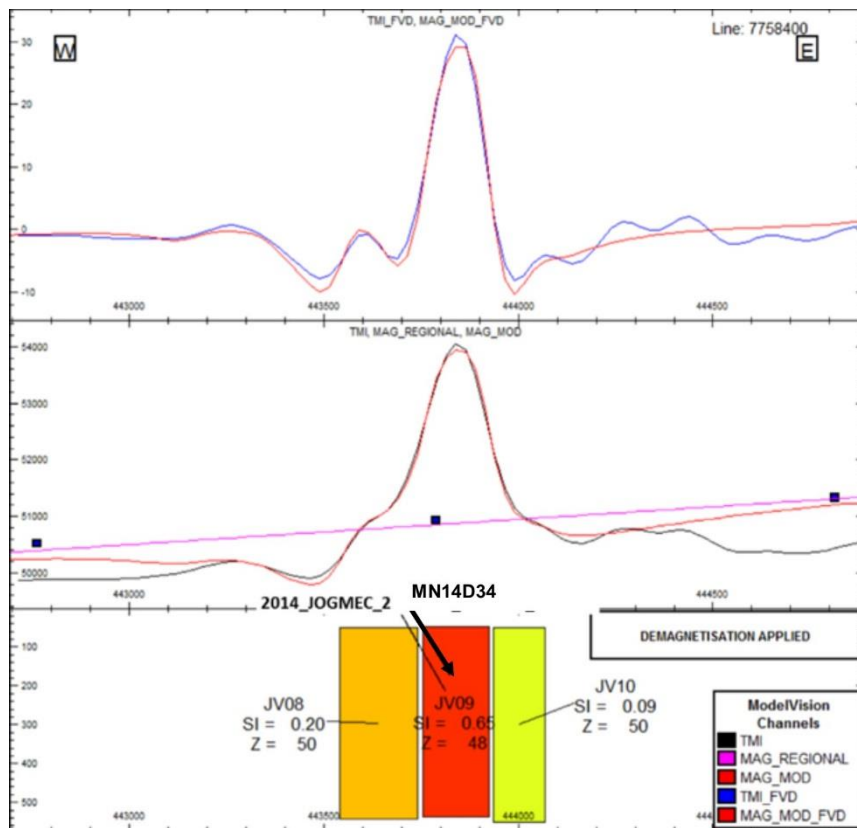 TMI_FVD, MAG_MOD_FVD
Line: 7758400
W
E
30
20
10
0
-10
443000
443500
444000
444500
TMI, MAG_REGIONAL, MAG_MOD
54000
53000
52000
51000
50000
443000
444500
MN14D34
2014_JOGMEC_2
DEMAGNETISATION APPLIED
100
200
300
400
500
JV08
SI = 0.20
Z = 50
JV09
SI = 0.65
Z = 48
JV10
SI = 0.09
Z = 50
ModelVision
Channels
TMI
MAG_REGIONAL
MAG_MOD
TMI_FVD
MAG_MOD_FVD
443000
444000